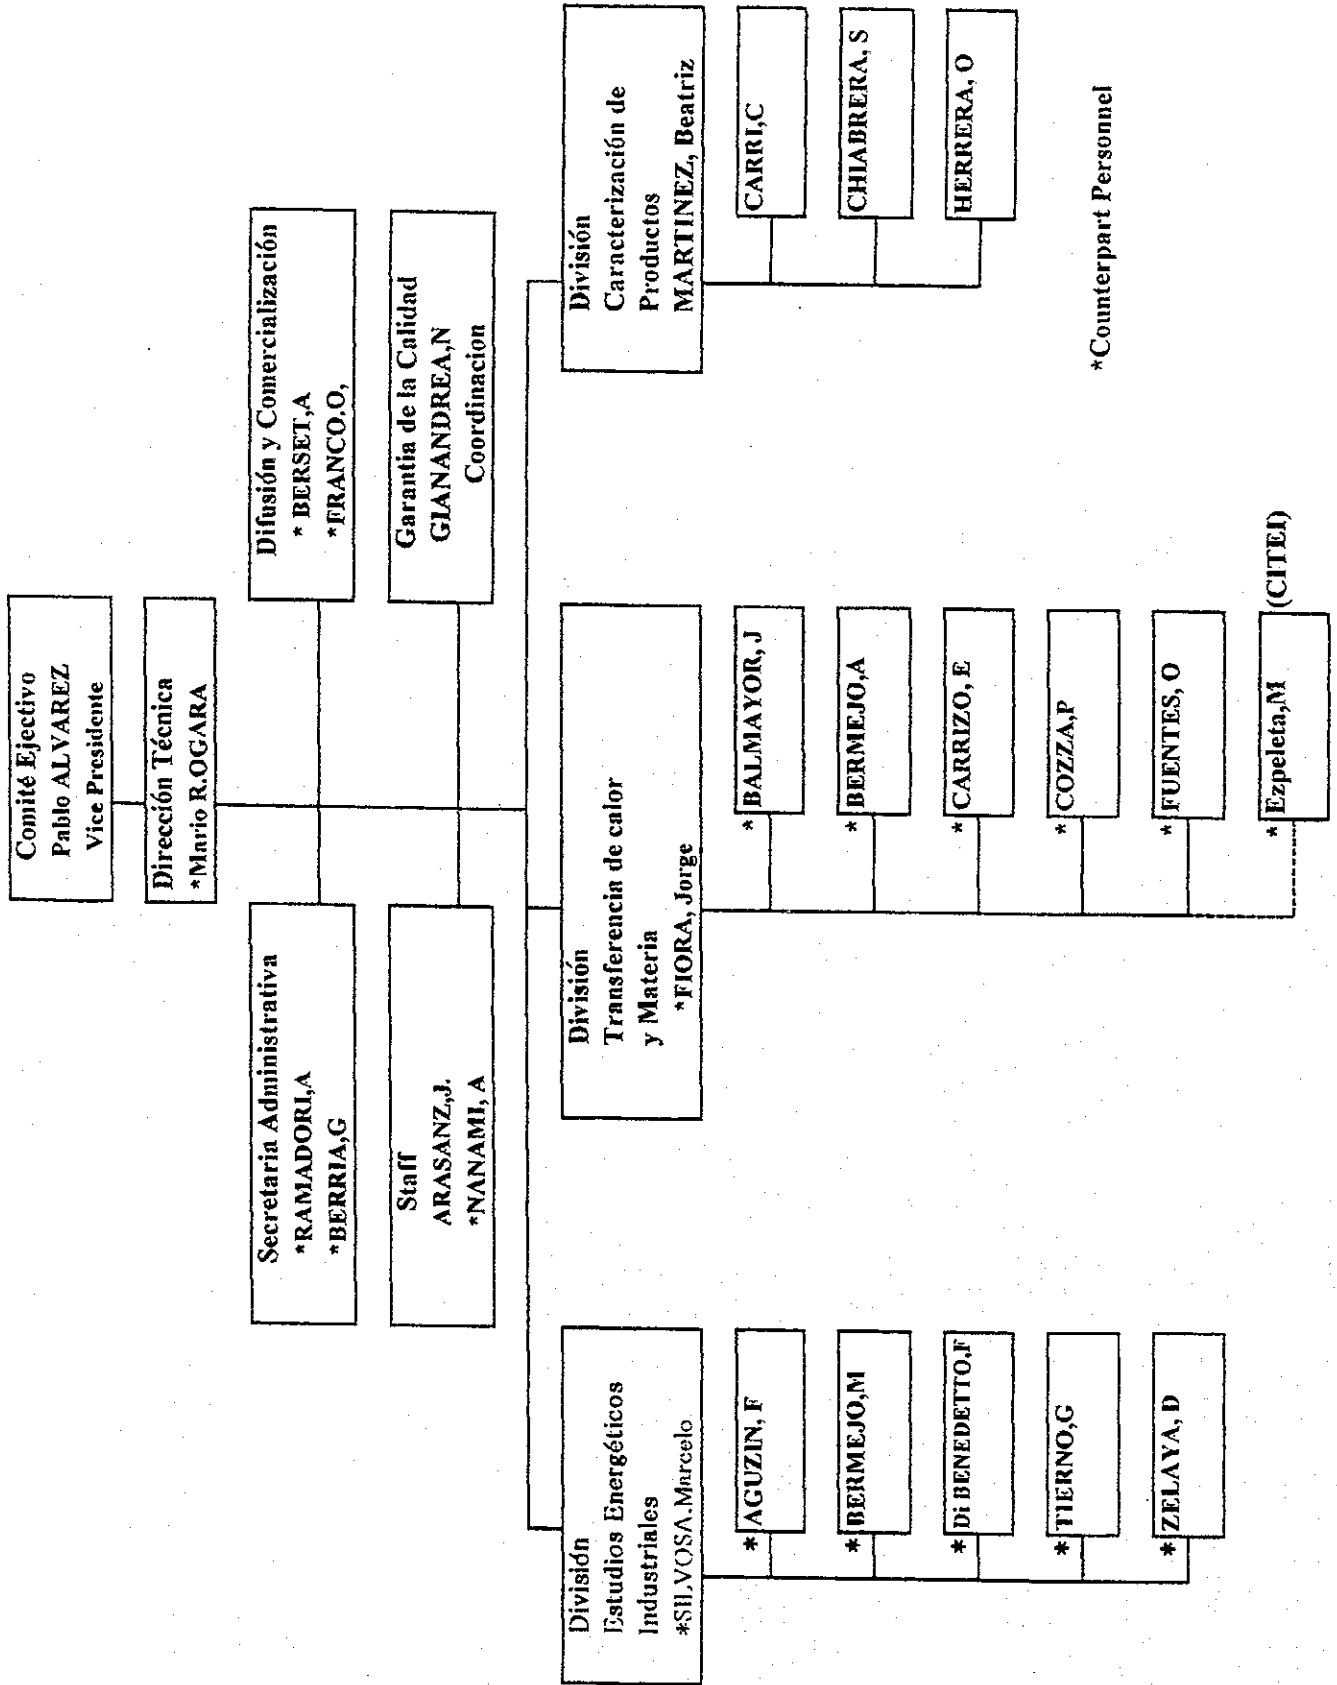 Comité Ejectivo
Pablo ALVAREZ
Vice Presidente
Dirección Técnica
*Mario R.OGARA
Secretaria Administrativa
*RAMADORI,A
*BERRIA,G
Difusión y Comercialización
* BERSET,A
*FRANCO,O,
Staff
ARASANZ,J.
*NANAMI, A
Garantia de la Calidad
GIANANDREA,N
Coordinacion
División
Estudios Energéticos
Industriales
*SILVOSA,Marcelo
* AGUZIN, F
* BERMEJO,M
* Di BENEDETTO,F
* TIERNO,G
* ZELAYA, D
División
Transferencia de calor
y Materia
*FIORA, Jorge
* BALMAYOR, J
* BERMEJO,A
* CARRIZO, E
* COZZA,P
* FUENTES, O
* Ezpeleta,M (CITEI)
División
Caracterización de
Productos
MARTINEZ, Beatriz
CARRI,C
CHIABRERA, S
HERRERA, O
*Counterpart Personnel